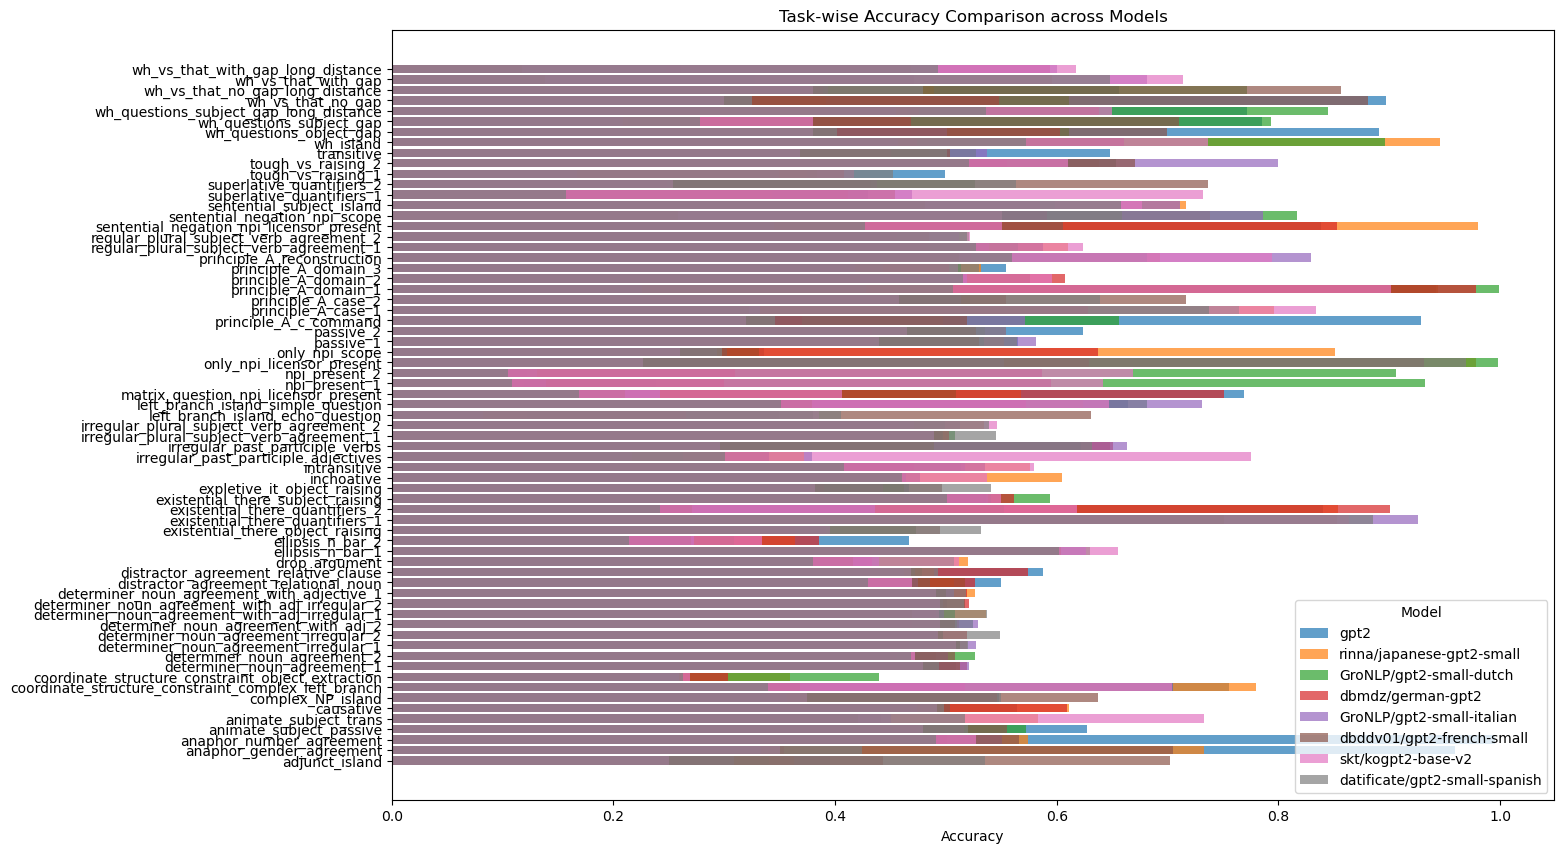 Task-wise Accuracy Comparison across Models
wh_vs_that_with_gap_long_distance
wh_vs_that_with_gap
wh_vs_that_no_gap_long_distance
wh_vs_that_no_gap
wh_questions_subject_gap_long_distance
wh_questions_subject_gap
wh_questions_object_gap
wh_island
transitive
tough_vs_raising_2
tough_vs_raising_1
superlative_quantifiers_2
superlative_quantifiers_1
sentential_subject_island
sentential_negation_npi_scope
sentential_negation_npi_licensor_present
regular_plural_subject_verb_agreement_2
regular_plural_subject_verb_agreement_1
principle_A_reconstruction
principle_A_domain_3
principle_A_domain_2
principle_A_domain_1
principle_A_case_2
principle_A_case_1
principle_A_c_command
passive_2
passive_1
only_npi_scope
only_npi_licensor_present
npi_present_2
npi_present_1
matrix_question_npi_licensor_present
left_branch_island_simple_question
left_branch_island_echo_question
irregular_plural_subject_verb_agreement_2
irregular_plural_subject_verb_agreement_1
irregular_past_participle_verbs
irregular_past_participle_adjectives
intransitive
inchoative
expletive_it_object_raising
existential_there_subject_raising
existential_there_quantifiers_2
existential_there_quantifiers_1
existential_there_object_raising
ellipsis_n_bar_2
ellipsis_n_bar_1
drop_argument
distractor_agreement_relative_clause
distractor_agreement_relational_noun
determiner_noun_agreement_with_adjective_1
determiner_noun_agreement_with_adj_irregular_2
determiner_noun_agreement_with_adj_irregular_1
determiner_noun_agreement_with_adj_2
determiner_noun_agreement_irregular_2
determiner_noun_agreement_irregular_1
determiner_noun_agreement_2
determiner_noun_agreement_1
coordinate_structure_constraint_object_extraction
coordinate_structure_constraint_complex_left_branch
complex_NP_island
causative
animate_subject_trans
animate_subject_passive
anaphor_number_agreement
anaphor_gender_agreement
adjunct_island
0.0 0.2 0.4 0.6 0.8 1.0
Accuracy
Model
gpt2
rinna/japanese-gpt2-small
GroNLP/gpt2-small-dutch
dbmdz/german-gpt2
GroNLP/gpt2-small-italian
dbddv01/gpt2-french-small
skt/kogpt2-base-v2
datificate/gpt2-small-spanish